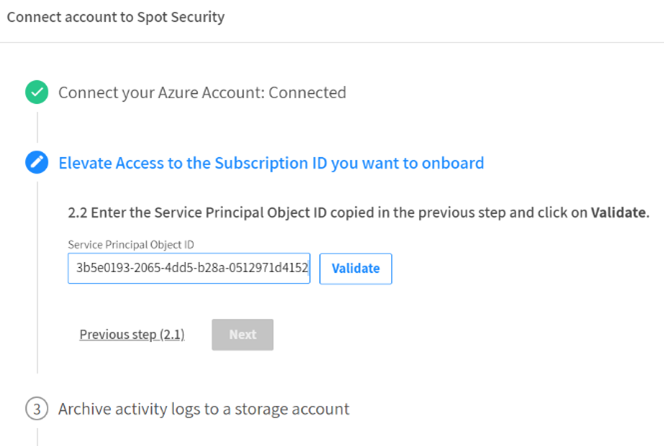 Connect account to Spot Security
Connect your Azure Account: Connected
Elevate Access to the Subscription ID you want to onboard
2.2 Enter the Service Principal Object ID copied in the previous step and click on Validate.
Service Principal Object ID
3b5e0193-2065-4dd5-b28a-0512971d4152 Validate
Previous step (2.1) Next
3 Archive activity logs to a storage account